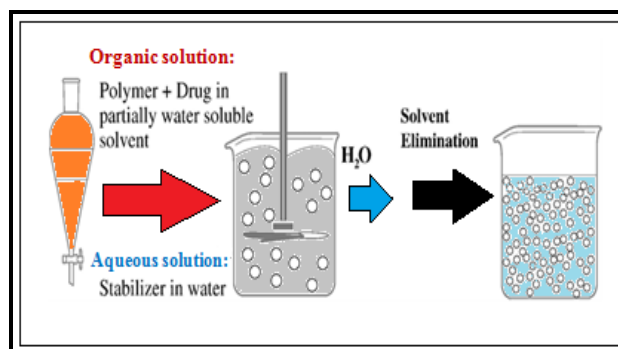 Organic solution:
Polymer + Drug in
partially water soluble
solvent
Aqueous solution:
Stabilizer in water
H₂O
Solvent
Elimination